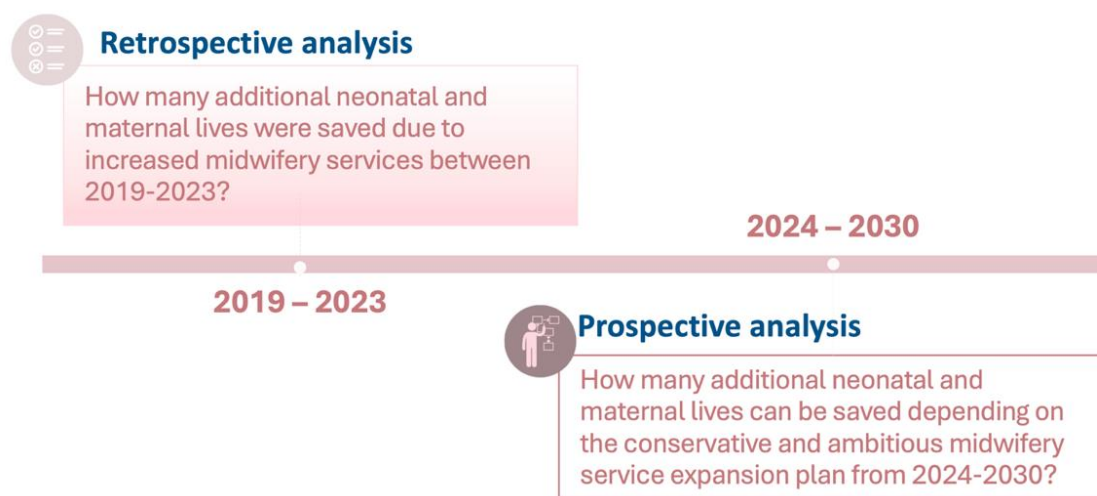 Retrospective analysis
How many additional neonatal and
maternal lives were saved due to
increased midwifery services between
2019-2023?
2024 – 2030
2019 – 2023
Prospective analysis
How many additional neonatal and
maternal lives can be saved depending on
the conservative and ambitious midwifery
service expansion plan from 2024-2030?